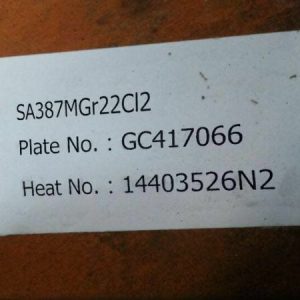 SA387MGr22Cl2
Plate No. : GC417066
Heat No. : 14403526N2